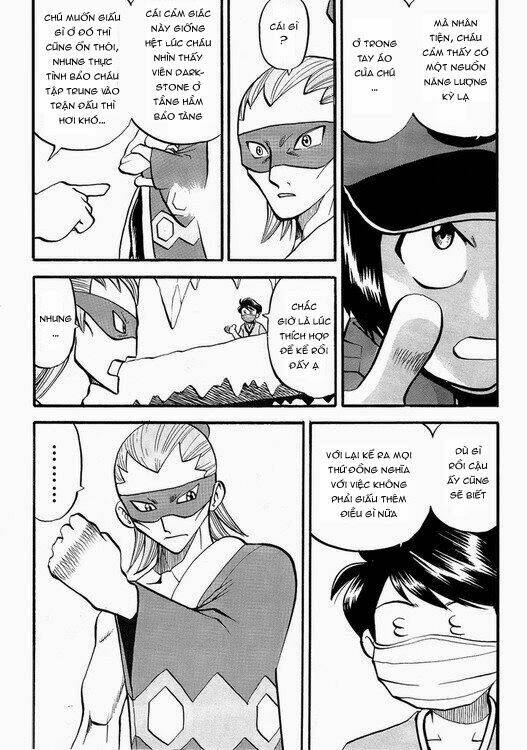 MÀ NHÂN
TIỆN, CHÁU
CẢM THẤY CÓ
MỘT NGUỒN
NĂNG LƯỢNG
KỲ LẠ
Ở TRONG
TAY ÁO
CỦA CHÚ
...
CÁI GÌ
?
CÁI CẢM GIÁC
NÀY GIỐNG
HỆT LÚC CHÁU
NHÌN THẤY
VIÊN DARK-
STONE Ở
TẦNG HẦM
BẢO TÀNG
CHÚ MUỐN GIẤU
GÌ Ở ĐÓ THÌ
CŨNG ỔN THÔI,
NHƯNG THỰC
TÌNH BẢO CHÁU
TẬP TRUNG VÀO
TRẬN ĐẤU THÌ
HƠI KHÓ...
CHẮC
GIỜ LÀ LÚC
THÍCH HỢP
ĐỂ KỂ RỒI
ĐẤY Ạ
NHƯNG
...
DÙ GÌ
RỒI CẬU
ẤY CŨNG
SẼ BIẾT
VỚI LẠI KỂ RA MỌI
THỨ ĐỒNG NGHĨA
VỚI VIỆC KHÔNG
PHẢI GIẤU THÊM
ĐIỀU GÌ NỮA
......